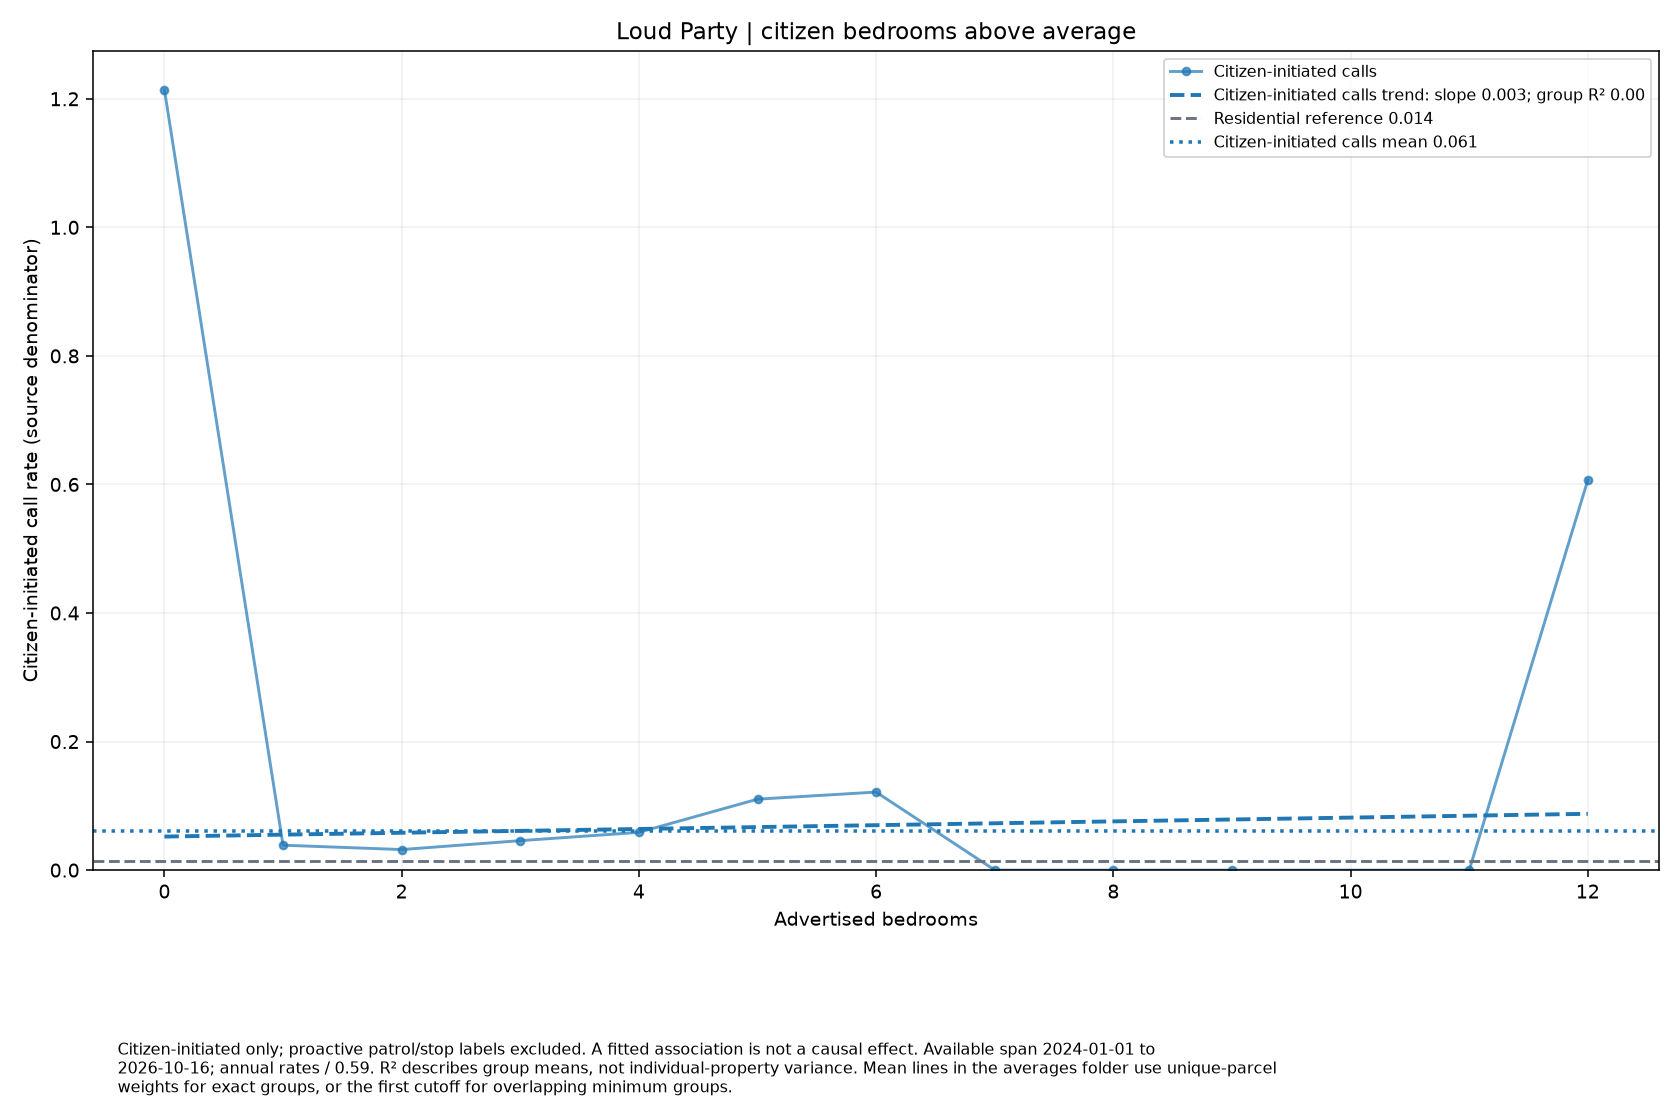 Loud Party | citizen bedrooms above average
Citizen-initiated calls
Citizen-initiated calls trend: slope 0.003; group R² 0.00
Residential reference 0.014
Citizen-initiated calls mean 0.061
Citizen-initiated call rate (source denominator)
1.2
1.0
0.8
0.6
0.4
0.2
0.0
0 2 4 6 8 10 12
Advertised bedrooms
Citizen-initiated only; proactive patrol/stop labels excluded. A fitted association is not a causal effect. Available span 2024-01-01 to
2026-10-16; annual rates / 0.59. R² describes group means, not individual-property variance. Mean lines in the averages folder use unique-parcel
weights for exact groups, or the first cutoff for overlapping minimum groups.